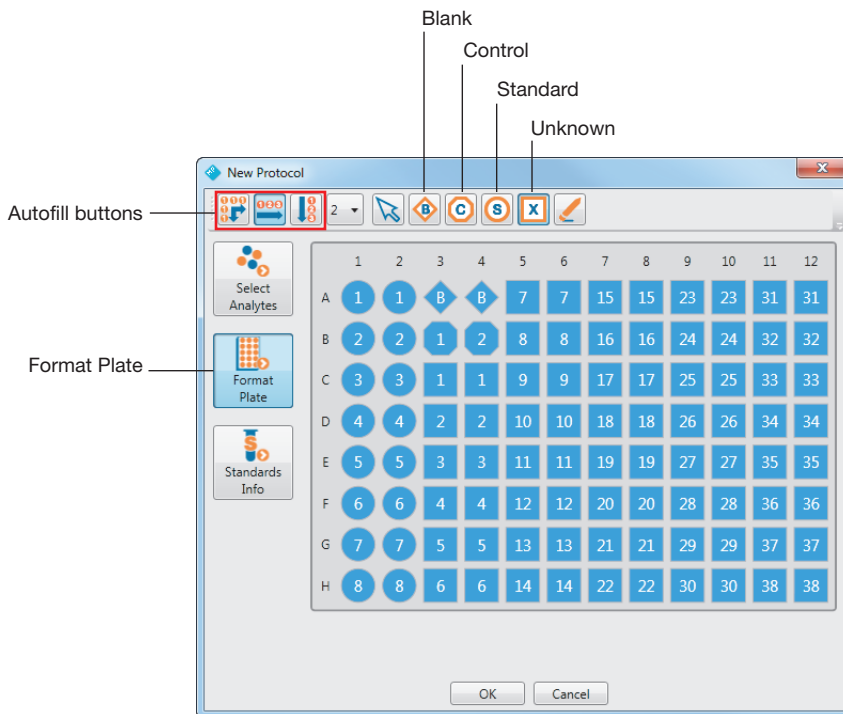 Blank
Control
Standard
Unknown
New Protocol
X
Autofill buttons
2
B
C
S
X
Select
Analytes
Format Plate
Format
Plate
S
Standards
Info
1 2 3 4 5 6 7 8 9 10 11 12
A 1 1 B B 7 7 15 15 23 23 31 31
B 2 2 1 2 8 8 16 16 24 24 32 32
C 3 3 1 1 9 9 17 17 25 25 33 33
D 4 4 2 2 10 10 18 18 26 26 34 34
E 5 5 3 3 11 11 19 19 27 27 35 35
F 6 6 4 4 12 12 20 20 28 28 36 36
G 7 7 5 5 13 13 21 21 29 29 37 37
H 8 8 6 6 14 14 22 22 30 30 38 38
OK Cancel